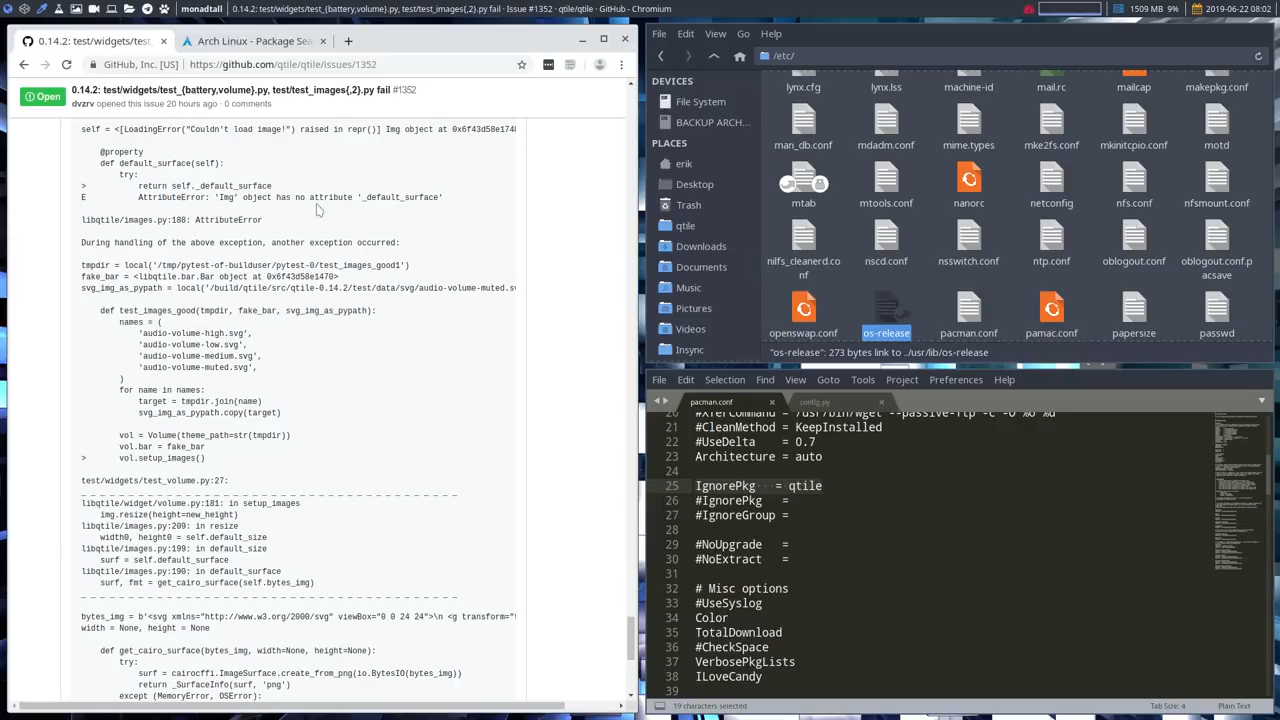 monadtall
0.14.2: test/widgets/test_{battery,volume}.py, test/test_images{,2}.py fail · Issue #1352 · qtile/qtile - GitHub - Chromium
1509 MB 9%
2019-06-22 08:02
0.14.2: test/widgets/test_
Arch Linux - Package Sea
GitHub, Inc. [US]
https://github.com/qtile/qtile/issues/1352
Open
0.14.2: test/widgets/test_{battery,volume}.py, test/test_images{,2}.py fail #1352
dvzrv opened this issue 20 hours ago · 0 comments
self = <[LoadingError("Couldn't load image!") raised in repr()] Img object at 0x6f43d58e1748
@property
def default_surface(self):
try:
> return self._default_surface
E AttributeError: 'Img' object has no attribute '_default_surface'
libqtile/images.py:188: AttributeError
During handling of the above exception, another exception occurred:
tmpdir = local('/tmp/pytest-of-builduser/pytest-0/test_images_good1')
fake_bar = <libqtile.bar.Bar object at 0x6f43d58e1470>
svg_img_as_pypath = local('/build/qtile/src/qtile-0.14.2/test/data/svg/audio-volume-muted.sv
def test_images_good(tmpdir, fake_bar, svg_img_as_pypath):
names = (
'audio-volume-high.svg',
'audio-volume-low.svg',
'audio-volume-medium.svg',
'audio-volume-muted.svg',
)
for name in names:
target = tmpdir.join(name)
svg_img_as_pypath.copy(target)
vol = Volume(theme_path=str(tmpdir))
vol.bar = fake_bar
> vol.setup_images()
test/widgets/test_volume.py:27:
_ _ _ _ _ _ _ _ _ _ _ _ _ _ _ _ _ _ _ _ _ _ _ _ _ _ _ _ _ _ _ _ _ _
libqtile/widget/volume.py:181: in setup_images
img.resize(height=new_height)
libqtile/images.py:209: in resize
width0, height0 = self.default_size
libqtile/images.py:199: in default_size
surf = self.default_surface
libqtile/images.py:190: in default_surface
surf, fmt = get_cairo_surface(self.bytes_img)
_ _ _ _ _ _ _ _ _ _ _ _ _ _ _ _ _ _ _ _ _ _ _ _ _ _ _ _ _ _ _ _ _ _
bytes_img = b'<svg xmlns="http://www.w3.org/2000/svg" viewBox="0 0 24 24">\n <g transform="
width = None, height = None
def get_cairo_surface(bytes_img, width=None, height=None):
try:
surf = cairocffi.ImageSurface.create_from_png(io.BytesIO(bytes_img))
return _SurfaceInfo(surf, 'png')
except (MemoryError, OSError):
File Edit View Go Help
/etc/
DEVICES
File System
BACKUP ARCH...
PLACES
erik
Desktop
Trash
qtile
Downloads
Documents
Music
Pictures
Videos
Insync
lynx.cfg lynx.lss machine-id mail.rc mailcap makepkg.conf
man_db.conf mdadm.conf mime.types mke2fs.conf mkinitcpio.conf motd
mtab mtools.conf nanorc netconfig nfs.conf nfsmount.conf
nilfs_cleanerd.co
nf
nscd.conf nsswitch.conf ntp.conf oblogout.conf oblogout.conf.p
acsave
openswap.conf os-release pacman.conf pamac.conf papersize passwd
"os-release": 273 bytes link to ../usr/lib/os-release
File Edit Selection Find View Goto Tools Project Preferences Help
pacman.conf config.py
20 #XferCommand = /usr/bin/wget --passive-ftp -c -O %o %u
21 #CleanMethod = KeepInstalled
22 #UseDelta = 0.7
23 Architecture = auto
24
25 IgnorePkg = qtile
26 #IgnorePkg =
27 #IgnoreGroup =
28
29 #NoUpgrade =
30 #NoExtract =
31
32 # Misc options
33 #UseSyslog
34 Color
35 TotalDownload
36 #CheckSpace
37 VerbosePkgLists
38 ILoveCandy
39
19 characters selected
Tab Size: 4
Plain Text